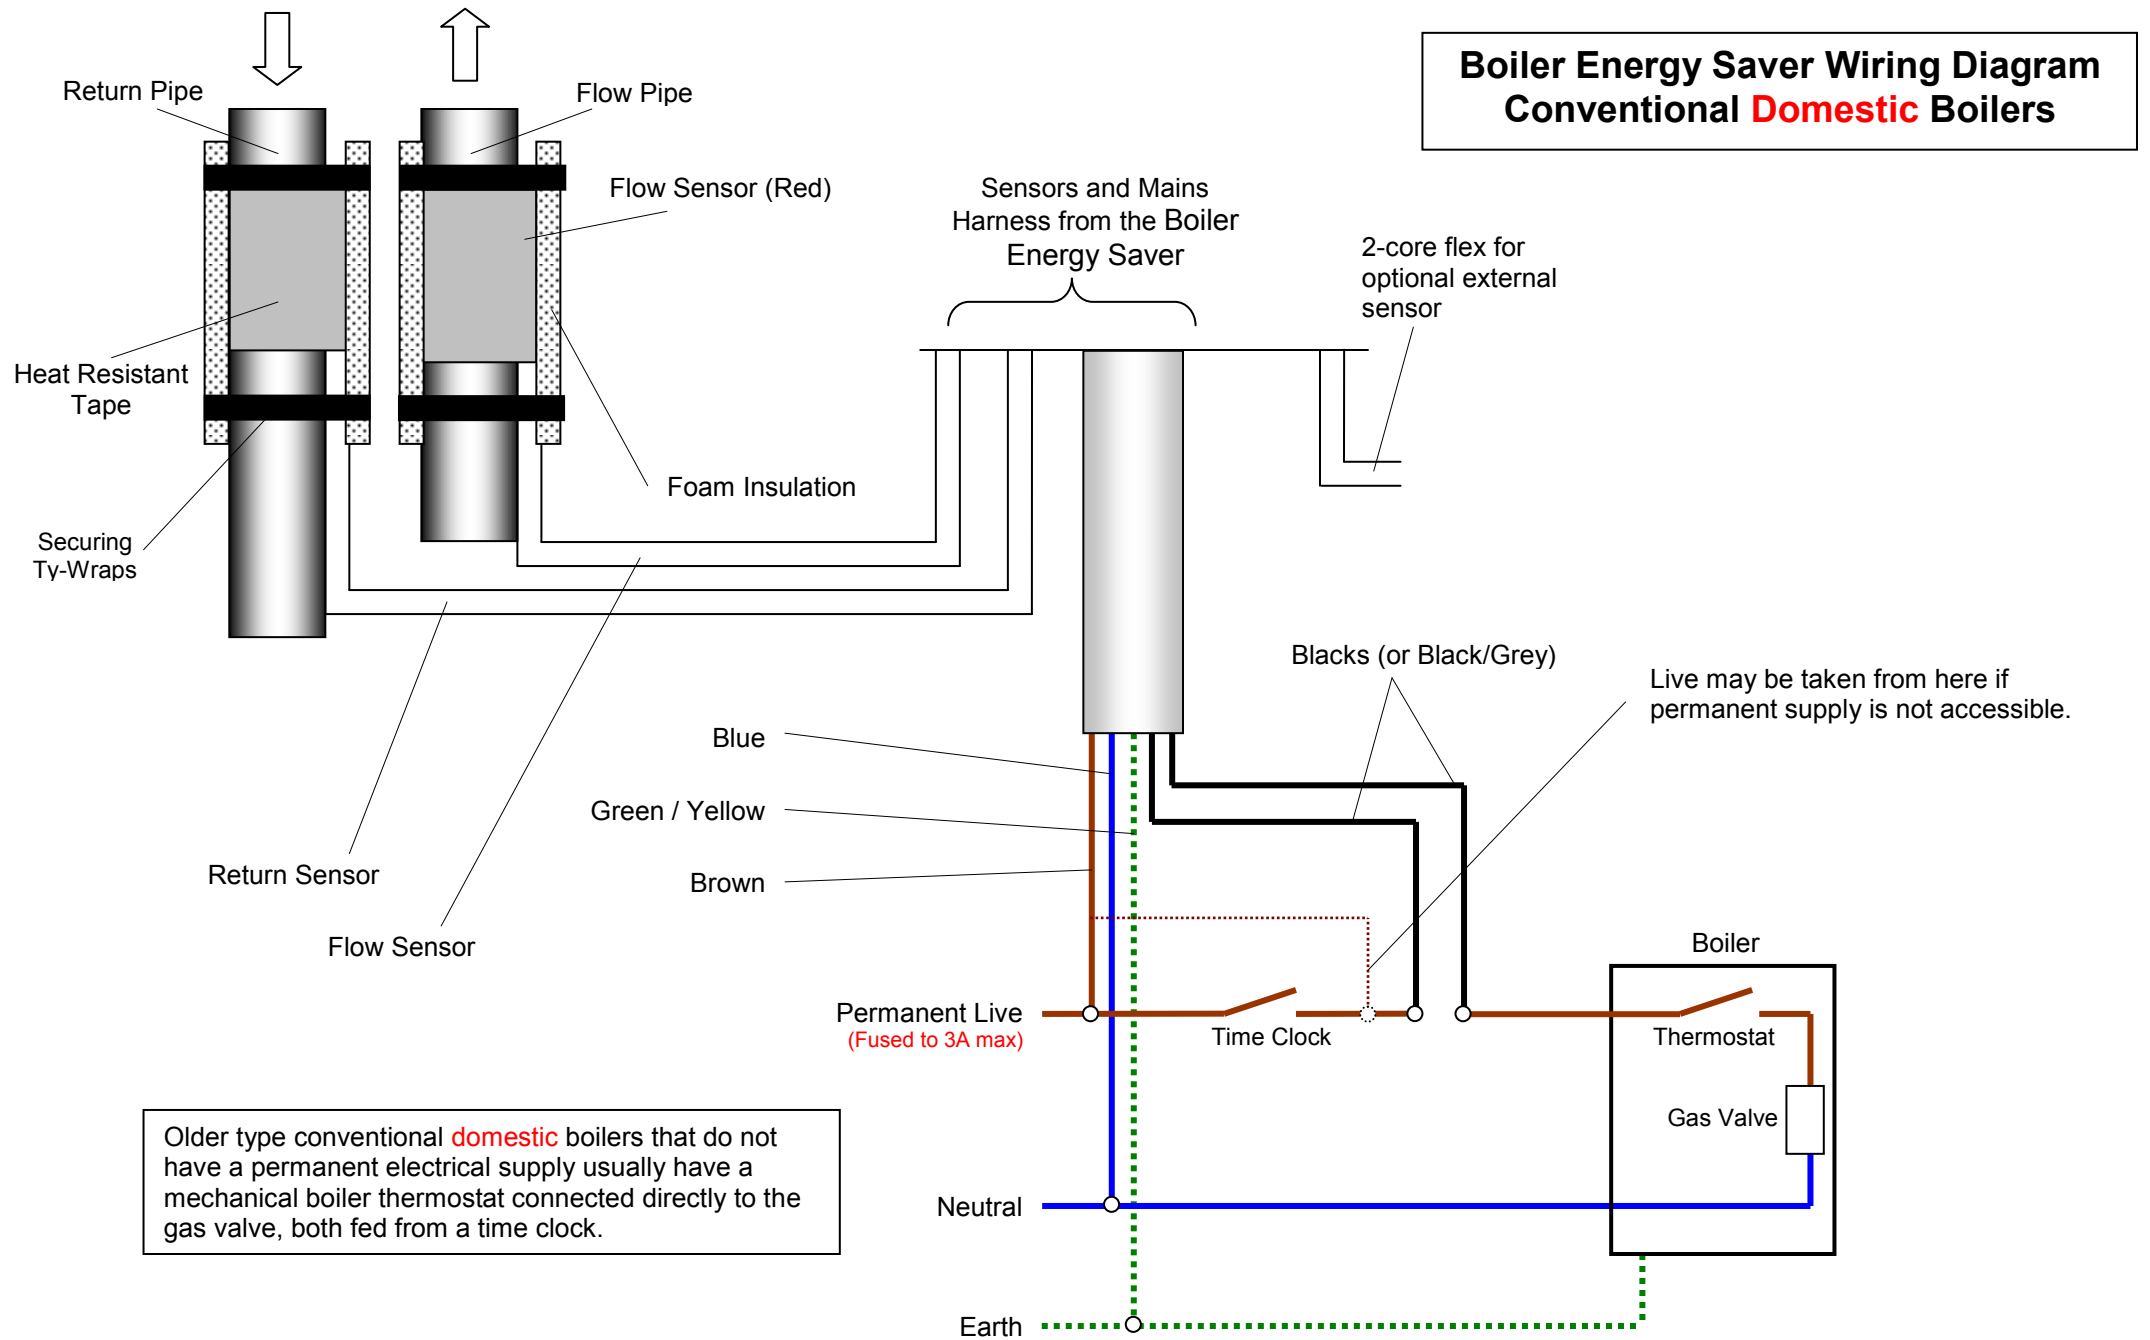 Boiler Energy Saver Wiring Diagram
Conventional Domestic Boilers
Return Pipe
Flow Pipe
Flow Sensor (Red)
Sensors and Mains
Harness from the Boiler
Energy Saver
2-core flex for
optional external
sensor
Heat Resistant
Tape
Foam Insulation
Securing
Ty-Wraps
Blacks (or Black/Grey)
Live may be taken from here if
permanent supply is not accessible.
Blue
Green / Yellow
Brown
Return Sensor
Flow Sensor
Boiler
Permanent Live
(Fused to 3A max)
Time Clock
Thermostat
Gas Valve
Older type conventional domestic boilers that do not
have a permanent electrical supply usually have a
mechanical boiler thermostat connected directly to the
gas valve, both fed from a time clock.
Neutral
Earth